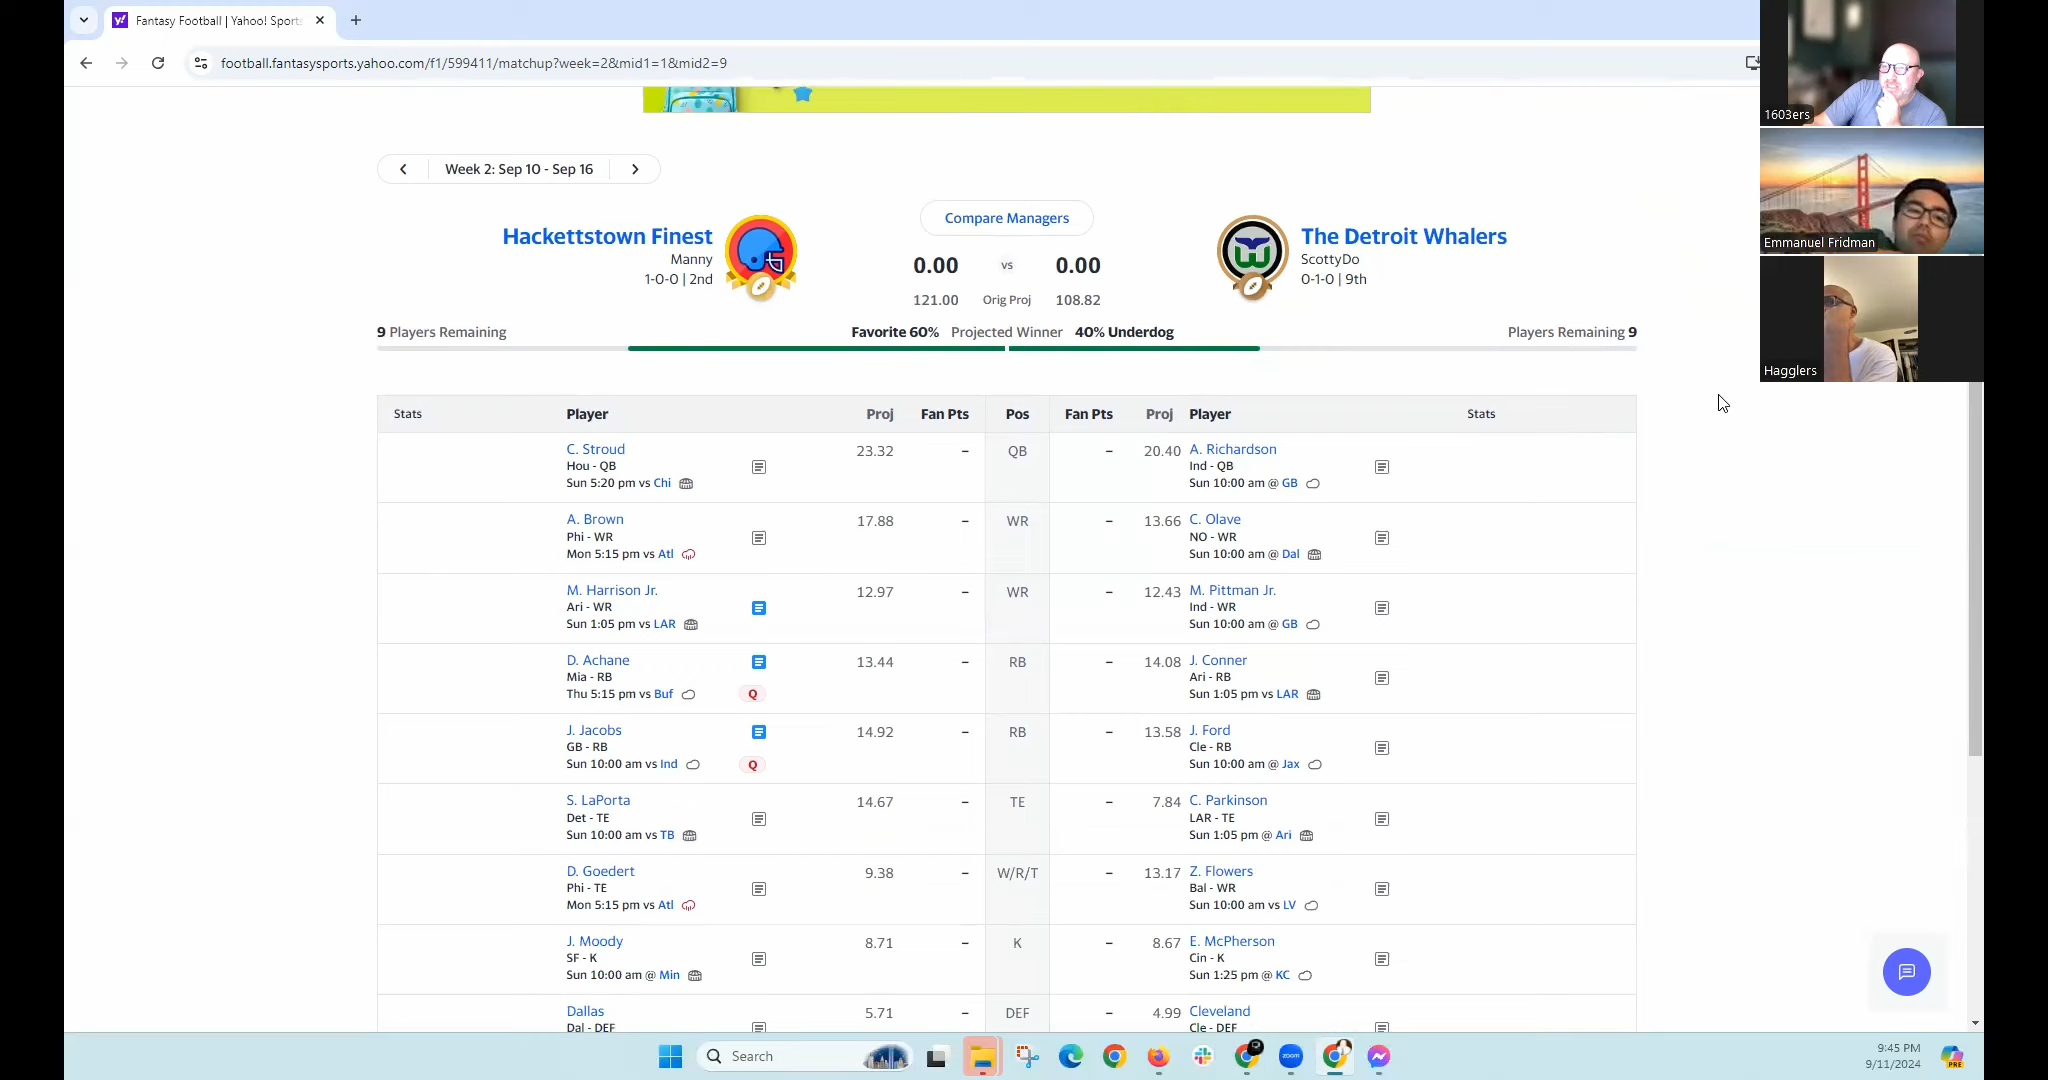 Fantasy Football | Yahoo! Sports
football.fantasysports.yahoo.com/f1/599411/matchup?week=2&mid1=1&mid2=9
1603ers
Emmanuel Fridman
Hagglers
Week 2: Sep 10 - Sep 16
Compare Managers
Hackettstown Finest
Manny
1-0-0 | 2nd
0.00 vs 0.00
121.00 Orig Proj 108.82
The Detroit Whalers
ScottyDo
0-1-0 | 9th
9 Players Remaining
Favorite 60% Projected Winner 40% Underdog
Players Remaining 9
Stats Player Proj Fan Pts Pos Fan Pts Proj Player Stats
C. Stroud 23.32 – QB – 20.40 A. Richardson
Hou - QB Ind - QB
Sun 5:20 pm vs Chi Sun 10:00 am @ GB
A. Brown 17.88 – WR – 13.66 C. Olave
Phi - WR NO - WR
Mon 5:15 pm vs Atl Sun 10:00 am @ Dal
M. Harrison Jr. 12.97 – WR – 12.43 M. Pittman Jr.
Ari - WR Ind - WR
Sun 1:05 pm vs LAR Sun 10:00 am @ GB
D. Achane 13.44 – RB – 14.08 J. Conner
Mia - RB Ari - RB
Thu 5:15 pm vs Buf Q Sun 1:05 pm vs LAR
J. Jacobs 14.92 – RB – 13.58 J. Ford
GB - RB Cle - RB
Sun 10:00 am vs Ind Q Sun 10:00 am @ Jax
S. LaPorta 14.67 – TE – 7.84 C. Parkinson
Det - TE LAR - TE
Sun 10:00 am vs TB Sun 1:05 pm @ Ari
D. Goedert 9.38 – W/R/T – 13.17 Z. Flowers
Phi - TE Bal - WR
Mon 5:15 pm vs Atl Sun 10:00 am vs LV
J. Moody 8.71 – K – 8.67 E. McPherson
SF - K Cin - K
Sun 10:00 am @ Min Sun 1:25 pm @ KC
Dallas 5.71 – DEF – 4.99 Cleveland
Dal - DEF Cle - DEF
Search
zoom
9:45 PM
9/11/2024
PRE